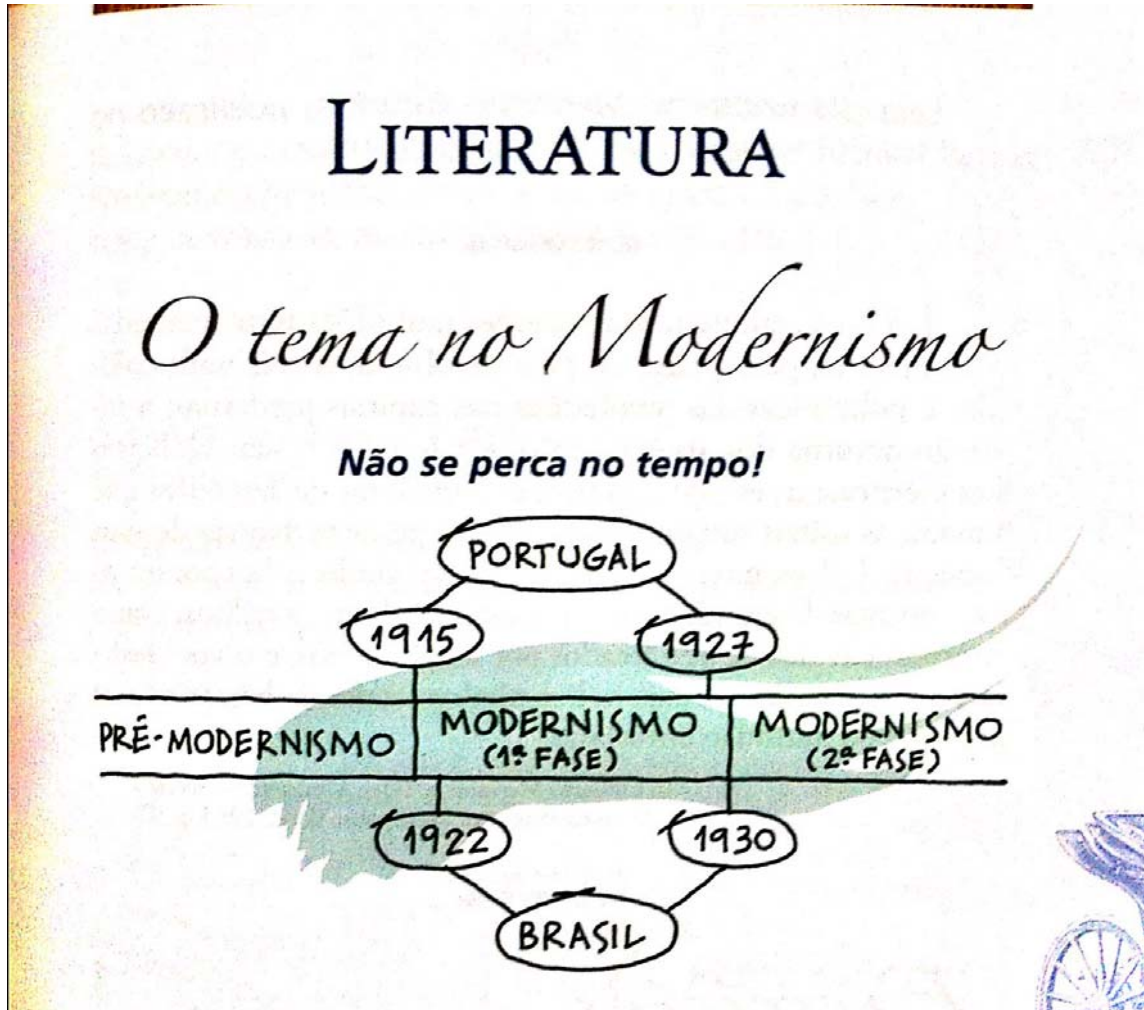 LITERATURA
O tema no Modernismo
Não se perca no tempo!
PORTUGAL
1915 1927
PRÉ-MODERNISMO MODERNISMO (1ª FASE) MODERNISMO (2ª FASE)
1922 1930
BRASIL